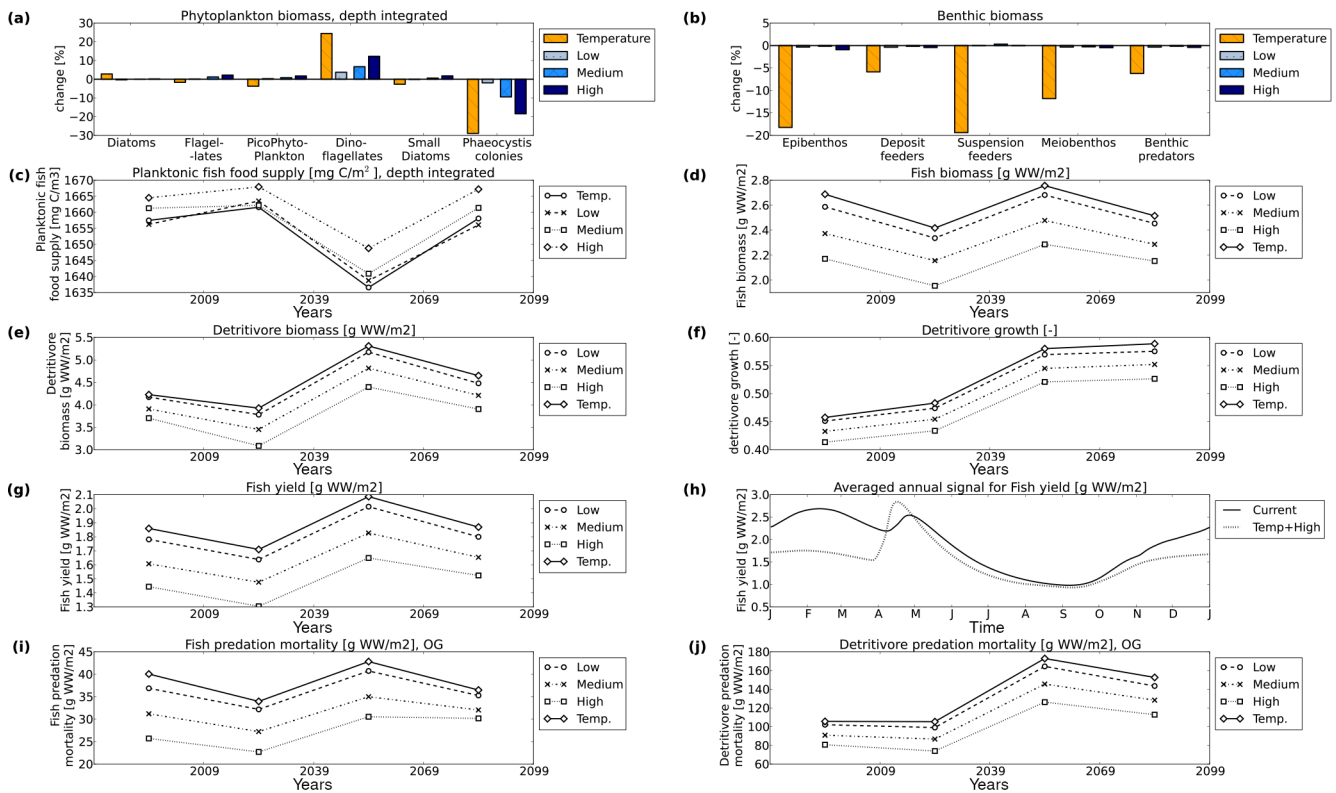 (a)
Phytoplankton biomass, depth integrated
change [%]
30
20
10
0
−10
−20
−30
Diatoms
Flagel-
-lates
PicoPhyto-
Plankton
Dino-
flagellates
Small
Diatoms
Phaeocystis
colonies
Temperature
Low
Medium
High
(b)
Benthic biomass
change [%]
5
0
−5
−10
−15
−20
Epibenthos
Deposit
feeders
Suspension
feeders
Meiobenthos
Benthic
predators
Temperature
Low
Medium
High
(c)
Planktonic fish food supply [mg C/m² ], depth integrated
Planktonic fish
food supply [mg C/m3]
1670
1665
1660
1655
1650
1645
1640
1635
2009
2039
2069
2099
Years
Temp.
Low
Medium
High
(d)
Fish biomass [g WW/m2]
Fish biomass [g WW/m2]
2.8
2.6
2.4
2.2
2.0
2009
2039
2069
2099
Years
Low
Medium
High
Temp.
(e)
Detritivore biomass [g WW/m2]
Detritivore
biomass [g WW/m2]
5.5
5.0
4.5
4.0
3.5
3.0
2009
2039
2069
2099
Years
Low
Medium
High
Temp.
(f)
Detritivore growth [-]
detritivore growth [-]
0.60
0.55
0.50
0.45
0.40
2009
2039
2069
2099
Years
Low
Medium
High
Temp.
(g)
Fish yield [g WW/m2]
Fish yield [g WW/m2]
2.1
2.0
1.9
1.8
1.7
1.6
1.5
1.4
1.3
2009
2039
2069
2099
Years
Low
Medium
High
Temp.
(h)
Averaged annual signal for Fish yield [g WW/m2]
Fish yield [g WW/m2]
3.0
2.5
2.0
1.5
1.0
0.5
J F M A M J J A S O N D J
Time
Current
Temp+High
(i)
Fish predation mortality [g WW/m2], OG
Fish predation
mortality [g WW/m2]
45
40
35
30
25
20
2009
2039
2069
2099
Years
Low
Medium
High
Temp.
(j)
Detritivore predation mortality [g WW/m2], OG
Detritivore predation
mortality [g WW/m2]
180
160
140
120
100
80
60
2009
2039
2069
2099
Years
Low
Medium
High
Temp.